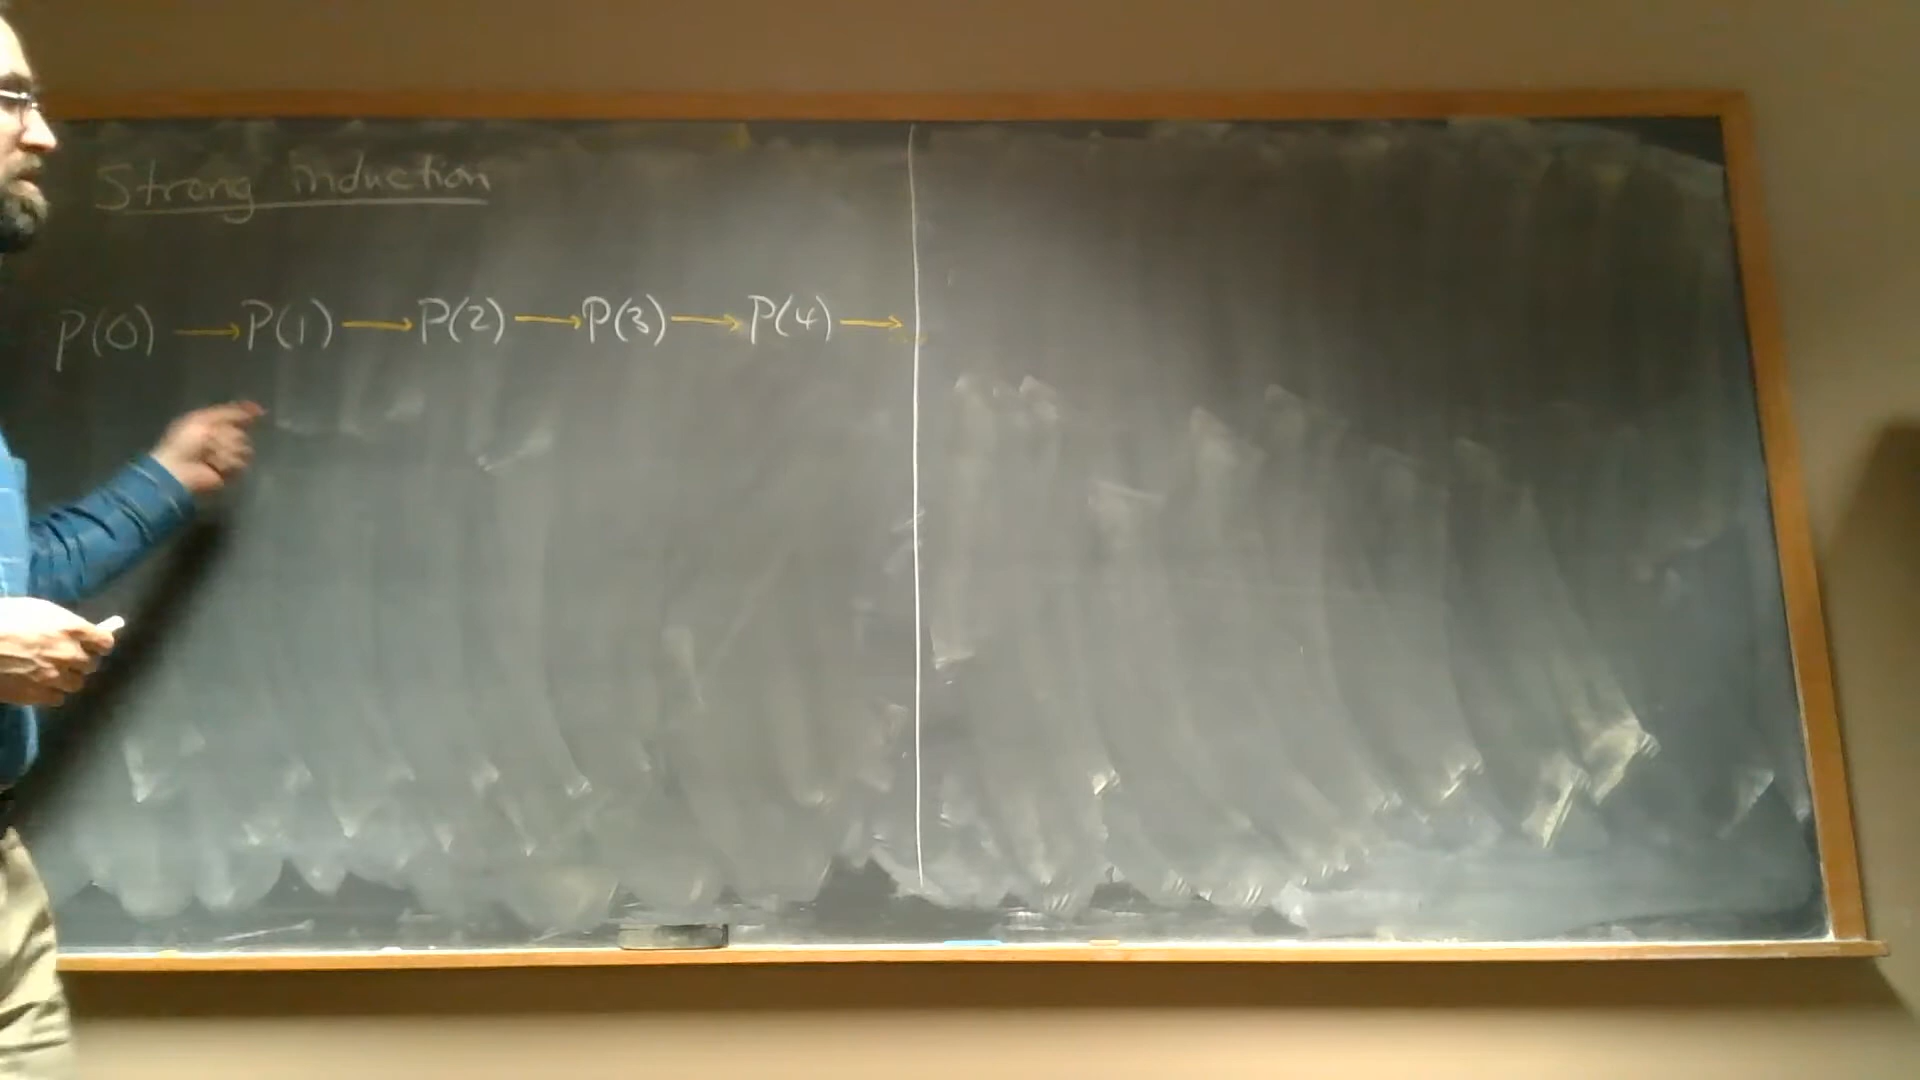 Strong induction
P(0) → P(1) → P(2) → P(3) → P(4) →